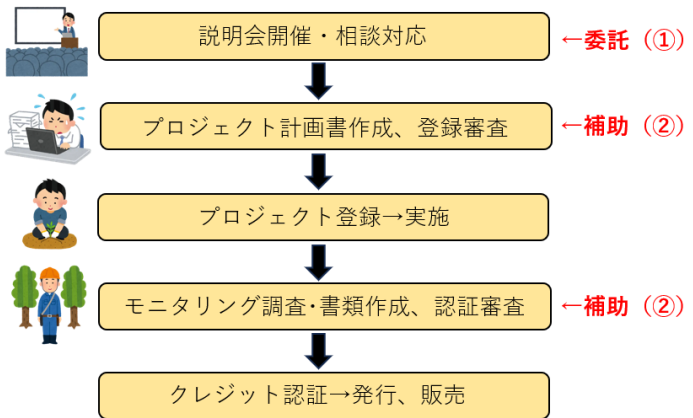 説明会開催・相談対応 ←委託（①）
プロジェクト計画書作成、登録審査 ←補助（②）
プロジェクト登録→実施
モニタリング調査･書類作成、認証審査 ←補助（②）
クレジット認証→発行、販売